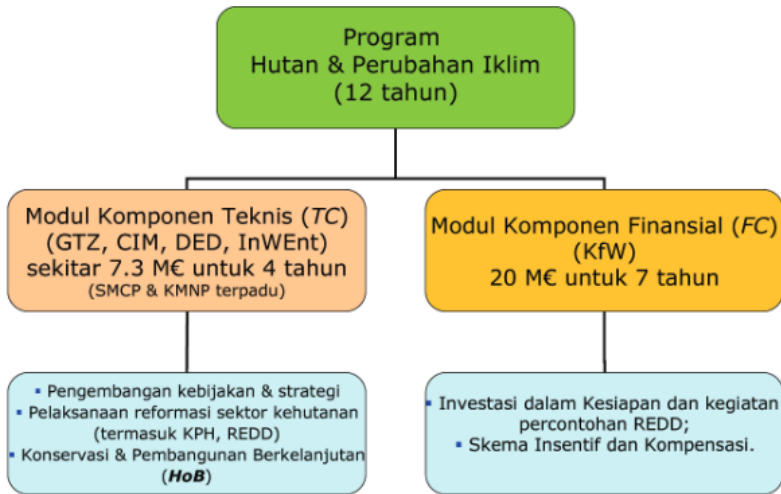 Program
Hutan & Perubahan Iklim
(12 tahun)
Modul Komponen Teknis (TC)
(GTZ, CIM, DED, InWEnt)
sekitar 7.3 M€ untuk 4 tahun
(SMCP & KMNP terpadu)
Modul Komponen Finansial (FC)
(KfW)
20 M€ untuk 7 tahun
▪ Pengembangan kebijakan & strategi
▪ Pelaksanaan reformasi sektor kehutanan
(termasuk KPH, REDD)
▪ Konservasi & Pembangunan Berkelanjutan
(HoB)
▪ Investasi dalam Kesiapan dan kegiatan
percontohan REDD;
▪ Skema Insentif dan Kompensasi.